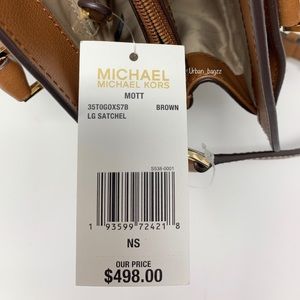 Urban_bagzz
MICHAEL
MICHAEL KORS
MOTT
35T0G0XS7B BROWN
LG SATCHEL
5538-0001
1 93599 72421 8
NS
OUR PRICE
$498.00